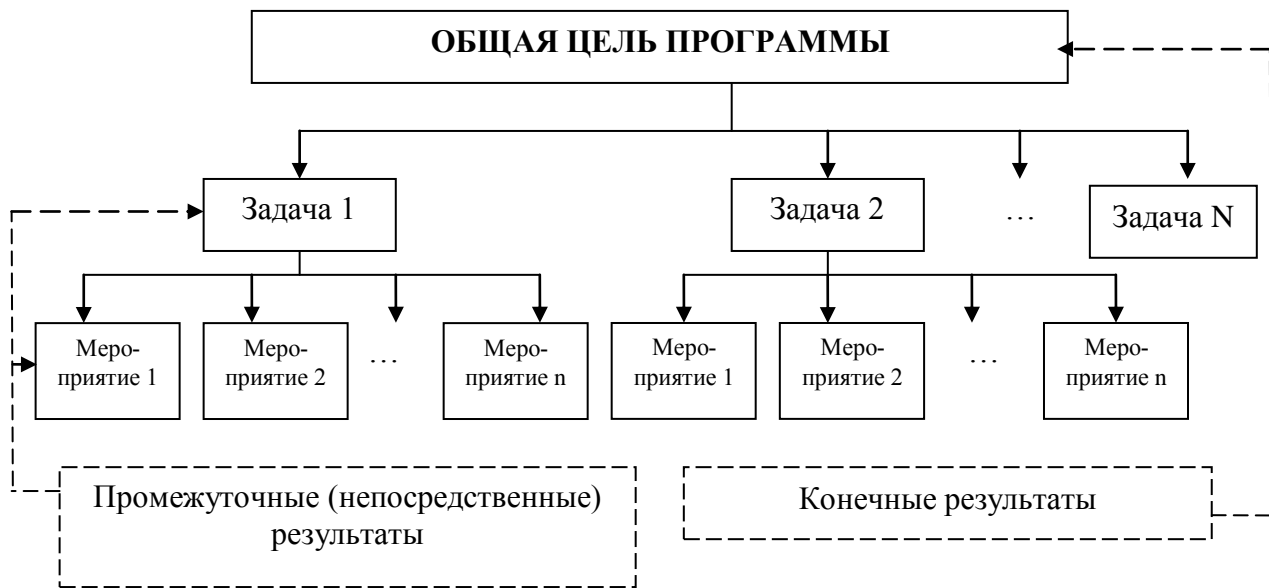 ОБЩАЯ ЦЕЛЬ ПРОГРАММЫ
Задача 1
Задача 2
…
Задача N
Меро-
приятие 1
Меро-
приятие 2
…
Меро-
приятие n
Меро-
приятие 1
Меро-
приятие 2
…
Меро-
приятие n
Промежуточные (непосредственные)
результаты
Конечные результаты